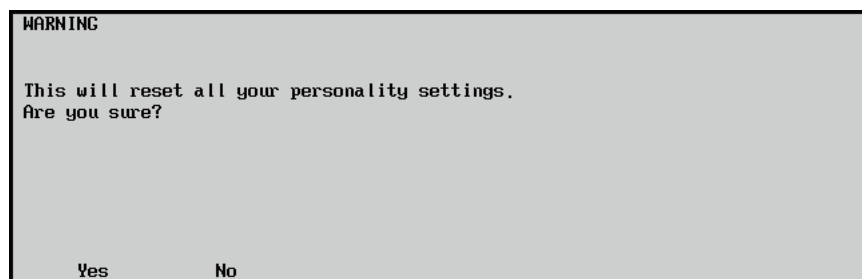 WARNING
This will reset all your personality settings.
Are you sure?
Yes No